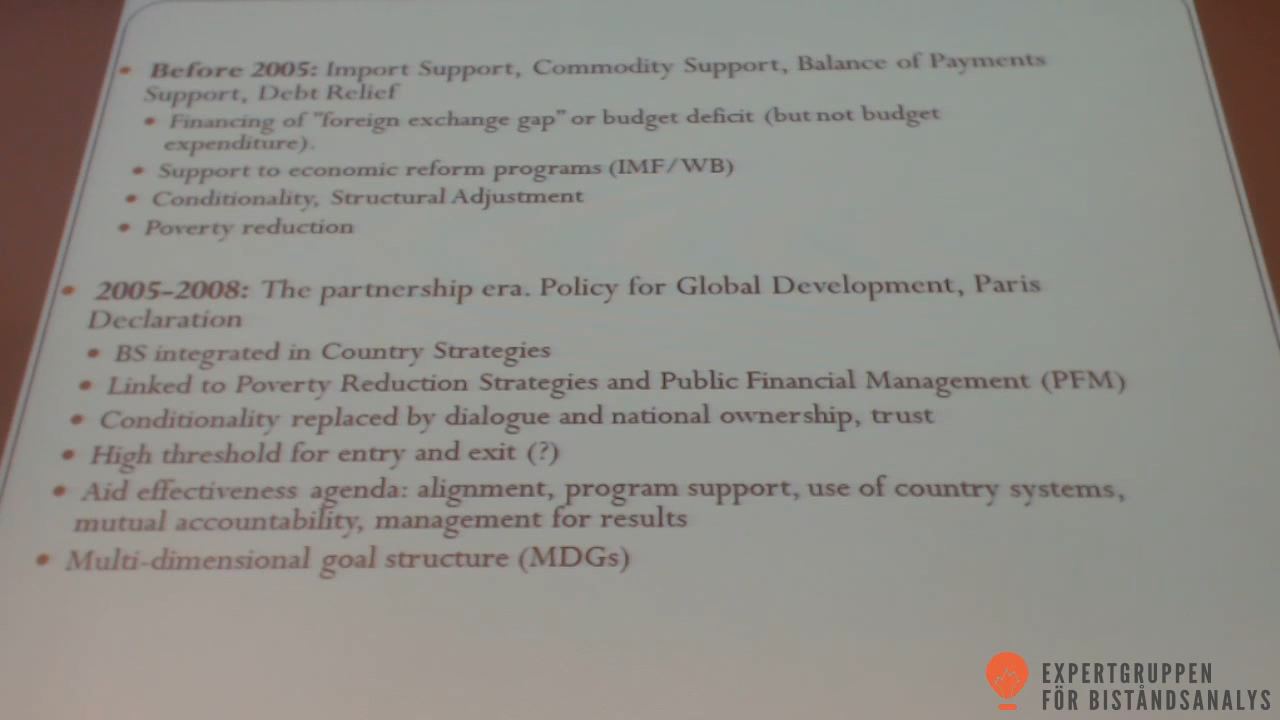 • Before 2005: Import Support, Commodity Support, Balance of Payments
Support, Debt Relief
• Financing of "foreign exchange gap" or budget deficit (but not budget
expenditure).
• Support to economic reform programs (IMF/WB)
• Conditionality, Structural Adjustment
• Poverty reduction
• 2005-2008: The partnership era. Policy for Global Development, Paris
Declaration
• BS integrated in Country Strategies
• Linked to Poverty Reduction Strategies and Public Financial Management (PFM)
• Conditionality replaced by dialogue and national ownership, trust
• High threshold for entry and exit (?)
• Aid effectiveness agenda: alignment, program support, use of country systems,
mutual accountability, management for results
• Multi-dimensional goal structure (MDGs)
EXPERTGRUPPEN
FÖR BISTÅNDSANALYS